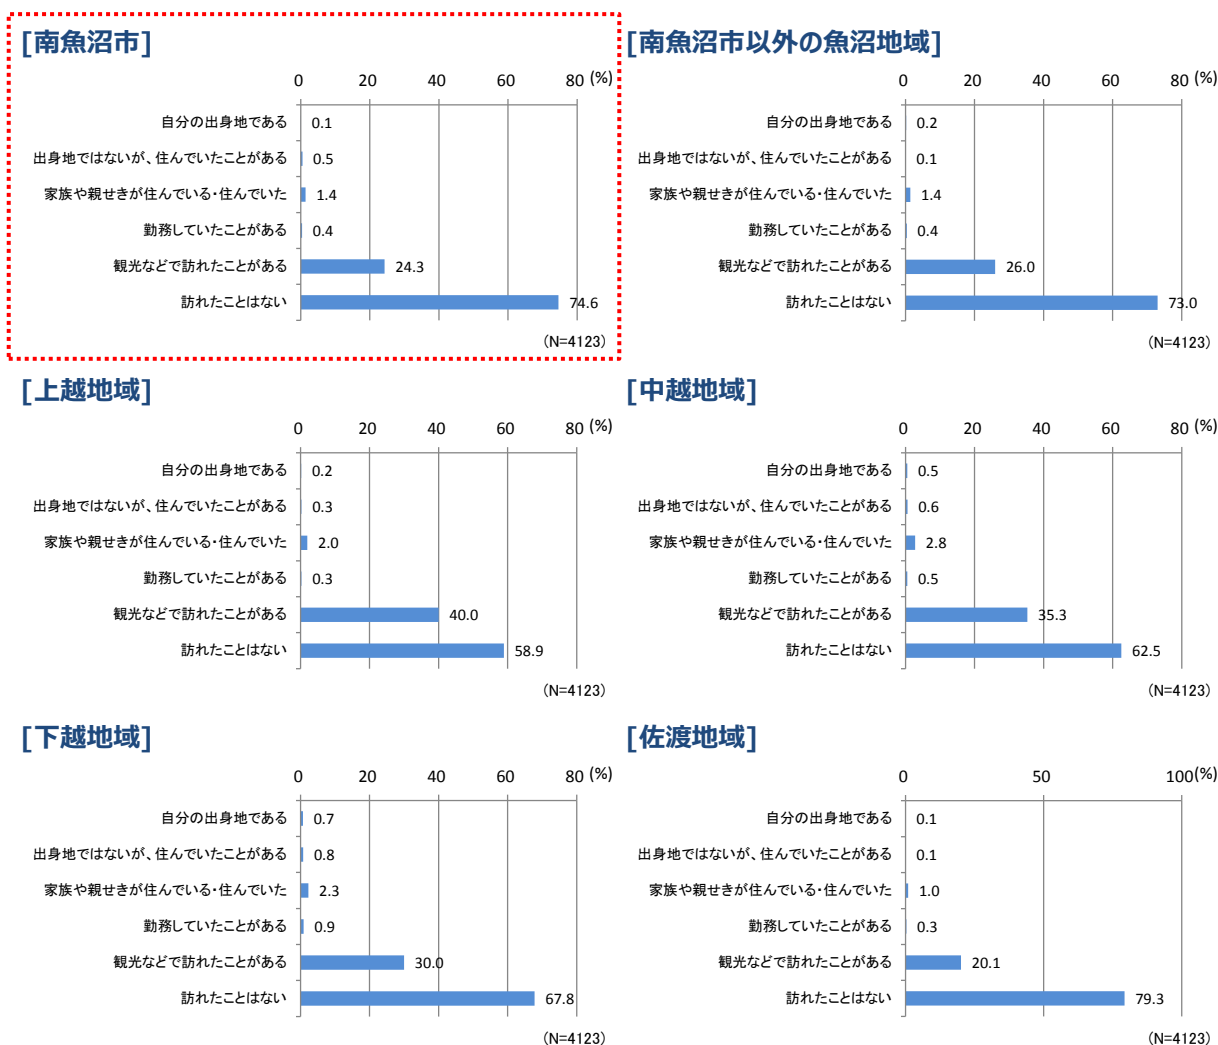 [南魚沼市]
0 20 40 60 80 (%)
自分の出身地である 0.1
出身地ではないが、住んでいたことがある 0.5
家族や親せきが住んでいる・住んでいた 1.4
勤務していたことがある 0.4
観光などで訪れたことがある 24.3
訪れたことはない 74.6
(N=4123)
[南魚沼市以外の魚沼地域]
0 20 40 60 80 (%)
自分の出身地である 0.2
出身地ではないが、住んでいたことがある 0.1
家族や親せきが住んでいる・住んでいた 1.4
勤務していたことがある 0.4
観光などで訪れたことがある 26.0
訪れたことはない 73.0
(N=4123)
[上越地域]
0 20 40 60 80 (%)
自分の出身地である 0.2
出身地ではないが、住んでいたことがある 0.3
家族や親せきが住んでいる・住んでいた 2.0
勤務していたことがある 0.3
観光などで訪れたことがある 40.0
訪れたことはない 58.9
(N=4123)
[中越地域]
0 20 40 60 80 (%)
自分の出身地である 0.5
出身地ではないが、住んでいたことがある 0.6
家族や親せきが住んでいる・住んでいた 2.8
勤務していたことがある 0.5
観光などで訪れたことがある 35.3
訪れたことはない 62.5
(N=4123)
[下越地域]
0 20 40 60 80 (%)
自分の出身地である 0.7
出身地ではないが、住んでいたことがある 0.8
家族や親せきが住んでいる・住んでいた 2.3
勤務していたことがある 0.9
観光などで訪れたことがある 30.0
訪れたことはない 67.8
(N=4123)
[佐渡地域]
0 50 100(%)
自分の出身地である 0.1
出身地ではないが、住んでいたことがある 0.1
家族や親せきが住んでいる・住んでいた 1.0
勤務していたことがある 0.3
観光などで訪れたことがある 20.1
訪れたことはない 79.3
(N=4123)